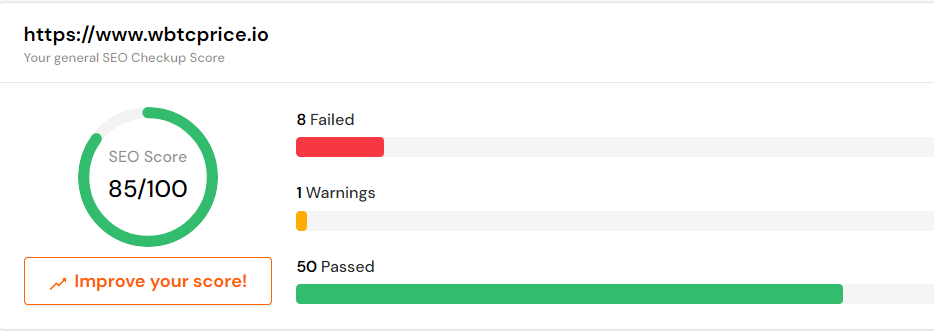 https://www.wbtcprice.io
Your general SEO Checkup Score
SEO Score
85/100
Improve your score!
8 Failed
1 Warnings
50 Passed